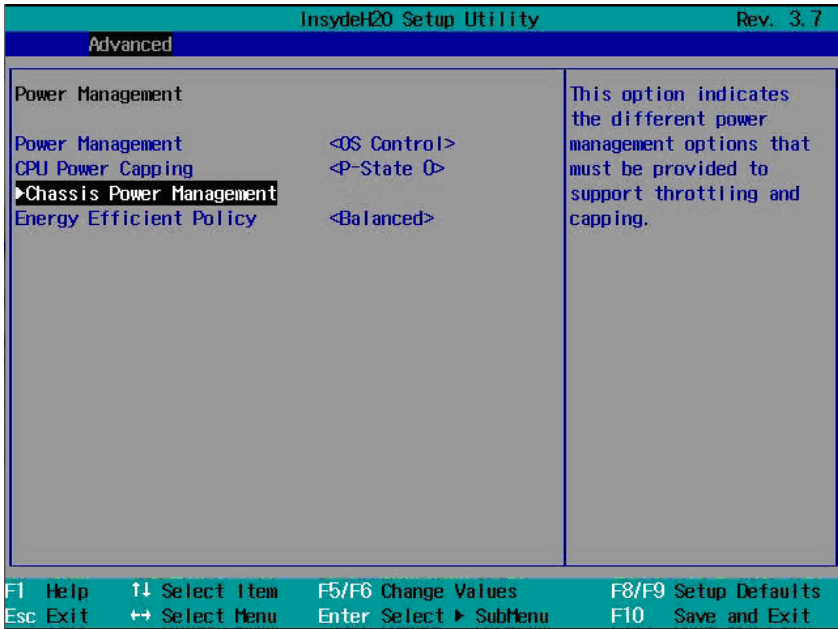 InsydeH2O Setup Utility Rev. 3.7
Advanced
Power Management
Power Management <OS Control>
CPU Power Capping <P-State 0>
▶Chassis Power Management
Energy Efficient Policy <Balanced>
This option indicates
the different power
management options that
must be provided to
support throttling and
capping.
F1 Help ↑↓ Select Item F5/F6 Change Values F8/F9 Setup Defaults
Esc Exit ↔ Select Menu Enter Select ▶ SubMenu F10 Save and Exit